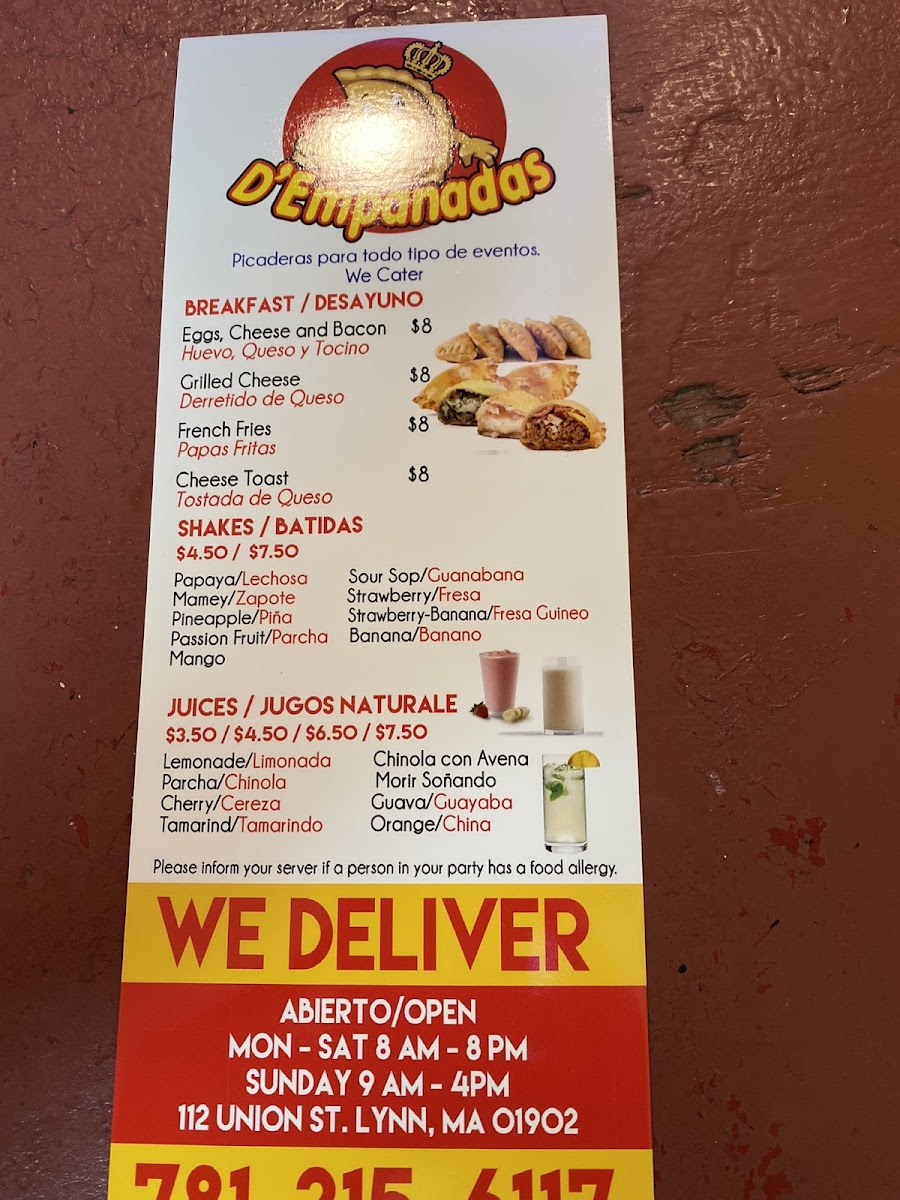 D'Empanadas
Picaderas para todo tipo de eventos.
We Cater
BREAKFAST / DESAYUNO
Eggs, Cheese and Bacon $8
Huevo, Queso y Tocino
Grilled Cheese $8
Derretido de Queso
French Fries $8
Papas Fritas
Cheese Toast $8
Tostada de Queso
SHAKES / BATIDAS
$4.50 / $7.50
Papaya/Lechosa
Mamey/Zapote
Pineapple/Piña
Passion Fruit/Parcha
Mango
Sour Sop/Guanabana
Strawberry/Fresa
Strawberry-Banana/Fresa Guineo
Banana/Banano
JUICES / JUGOS NATURALE
$3.50 / $4.50 / $6.50 / $7.50
Lemonade/Limonada
Parcha/Chinola
Cherry/Cereza
Tamarind/Tamarindo
Chinola con Avena
Morir Soñando
Guava/Guayaba
Orange/China
Please inform your server if a person in your party has a food allergy.
WE DELIVER
ABIERTO/OPEN
MON - SAT 8 AM - 8 PM
SUNDAY 9 AM - 4PM
112 UNION ST. LYNN, MA 01902
781 215 6117